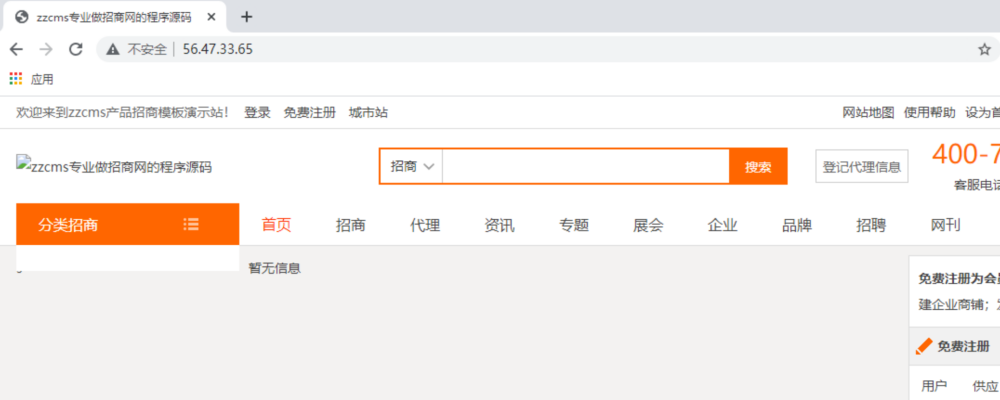 zzcms专业做招商网的程序源码
不安全 56.47.33.65
应用
欢迎来到zzcms产品招商模板演示站! 登录 免费注册 城市站 网站地图 使用帮助 设为首
zzcms专业做招商网的程序源码 招商 搜索 登记代理信息 400-7
客服电话
分类招商 首页 招商 代理 资讯 专题 展会 企业 品牌 招聘 网刊
暂无信息
免费注册为会员
建企业商铺;
免费注册
用户 供应